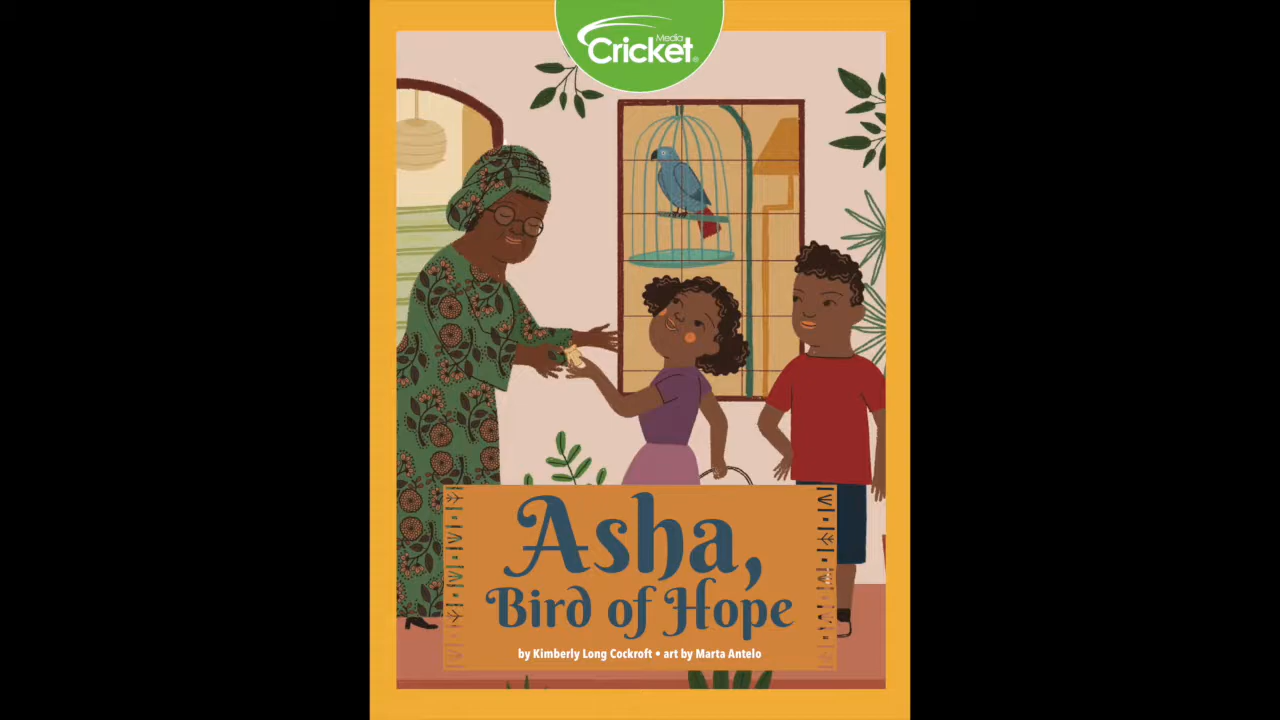 Media
Cricket®
Asha,
Bird of Hope
by Kimberly Long Cockroft • art by Marta Antelo